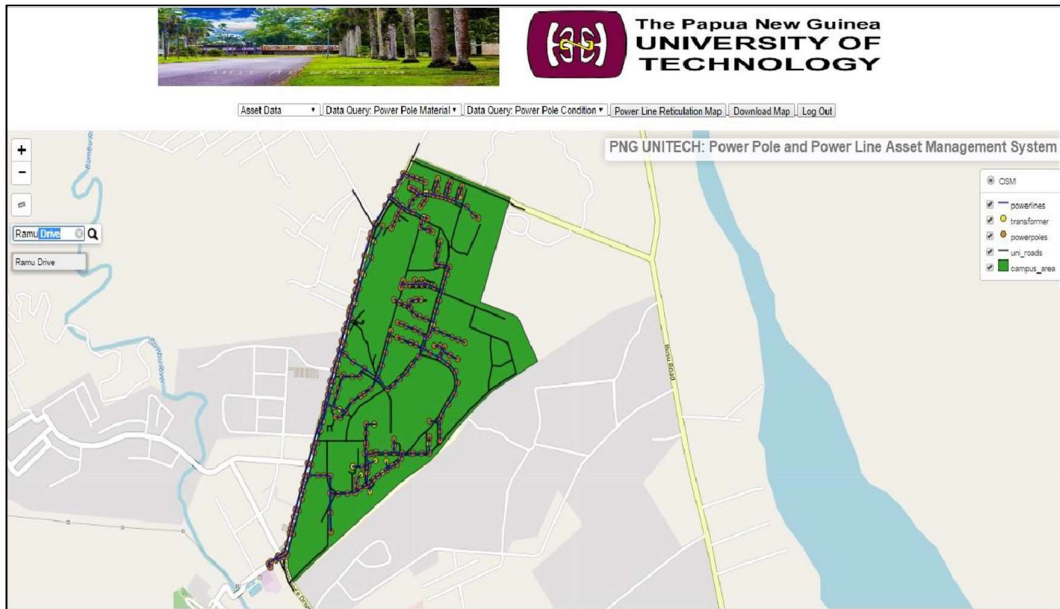 The Papua New Guinea
UNIVERSITY OF
TECHNOLOGY
Asset Data
Data Query: Power Pole Material
Data Query: Power Pole Condition
Power Line Reticulation Map
Download Map
Log Out
+
PNG UNITECH: Power Pole and Power Line Asset Management System
−
OSM
powerlines
transformer
powerpoles
uni_roads
campus_area
Ramu Drive
Ramu Drive
Busu Road